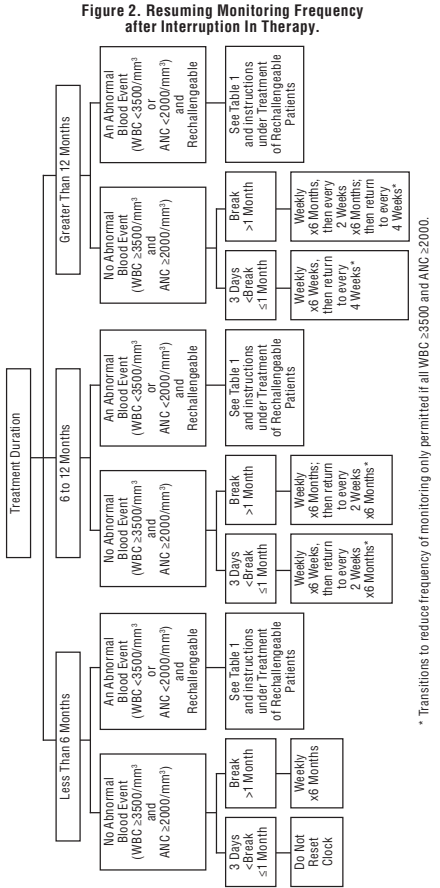 Figure 2. Resuming Monitoring Frequency
after Interruption In Therapy.
Treatment Duration
Less Than 6 Months
6 to 12 Months
Greater Than 12 Months
No Abnormal
Blood Event
(WBC ≥3500/mm³
and
ANC ≥2000/mm³)
An Abnormal
Blood Event
(WBC <3500/mm³
or
ANC <2000/mm³)
and
Rechallengeable
No Abnormal
Blood Event
(WBC ≥3500/mm³
and
ANC ≥2000/mm³)
An Abnormal
Blood Event
(WBC <3500/mm³
or
ANC <2000/mm³)
and
Rechallengeable
No Abnormal
Blood Event
(WBC ≥3500/mm³
and
ANC ≥2000/mm³)
An Abnormal
Blood Event
(WBC <3500/mm³
or
ANC <2000/mm³)
and
Rechallengeable
3 Days
<Break
≤1 Month
Break
>1 Month
See Table 1
and instructions
under Treatment
of Rechallengeable
Patients
3 Days
<Break
≤1 Month
Break
>1 Month
See Table 1
and instructions
under Treatment
of Rechallengeable
Patients
3 Days
<Break
≤1 Month
Break
>1 Month
See Table 1
and instructions
under Treatment
of Rechallengeable
Patients
Do Not
Reset
Clock
Weekly
x6 Months
Weekly
x6 Weeks,
then return
to every
2 Weeks
x6 Months*
Weekly
x6 Months;
then return
to every
2 Weeks
x6 Months*
Weekly
x6 Weeks,
then return
to every
4 Weeks*
Weekly
x6 Months,
then every
2 Weeks
x6 Months;
then return
to every
4 Weeks*
* Transitions to reduce frequency of monitoring only permitted if all WBC ≥3500 and ANC ≥2000.